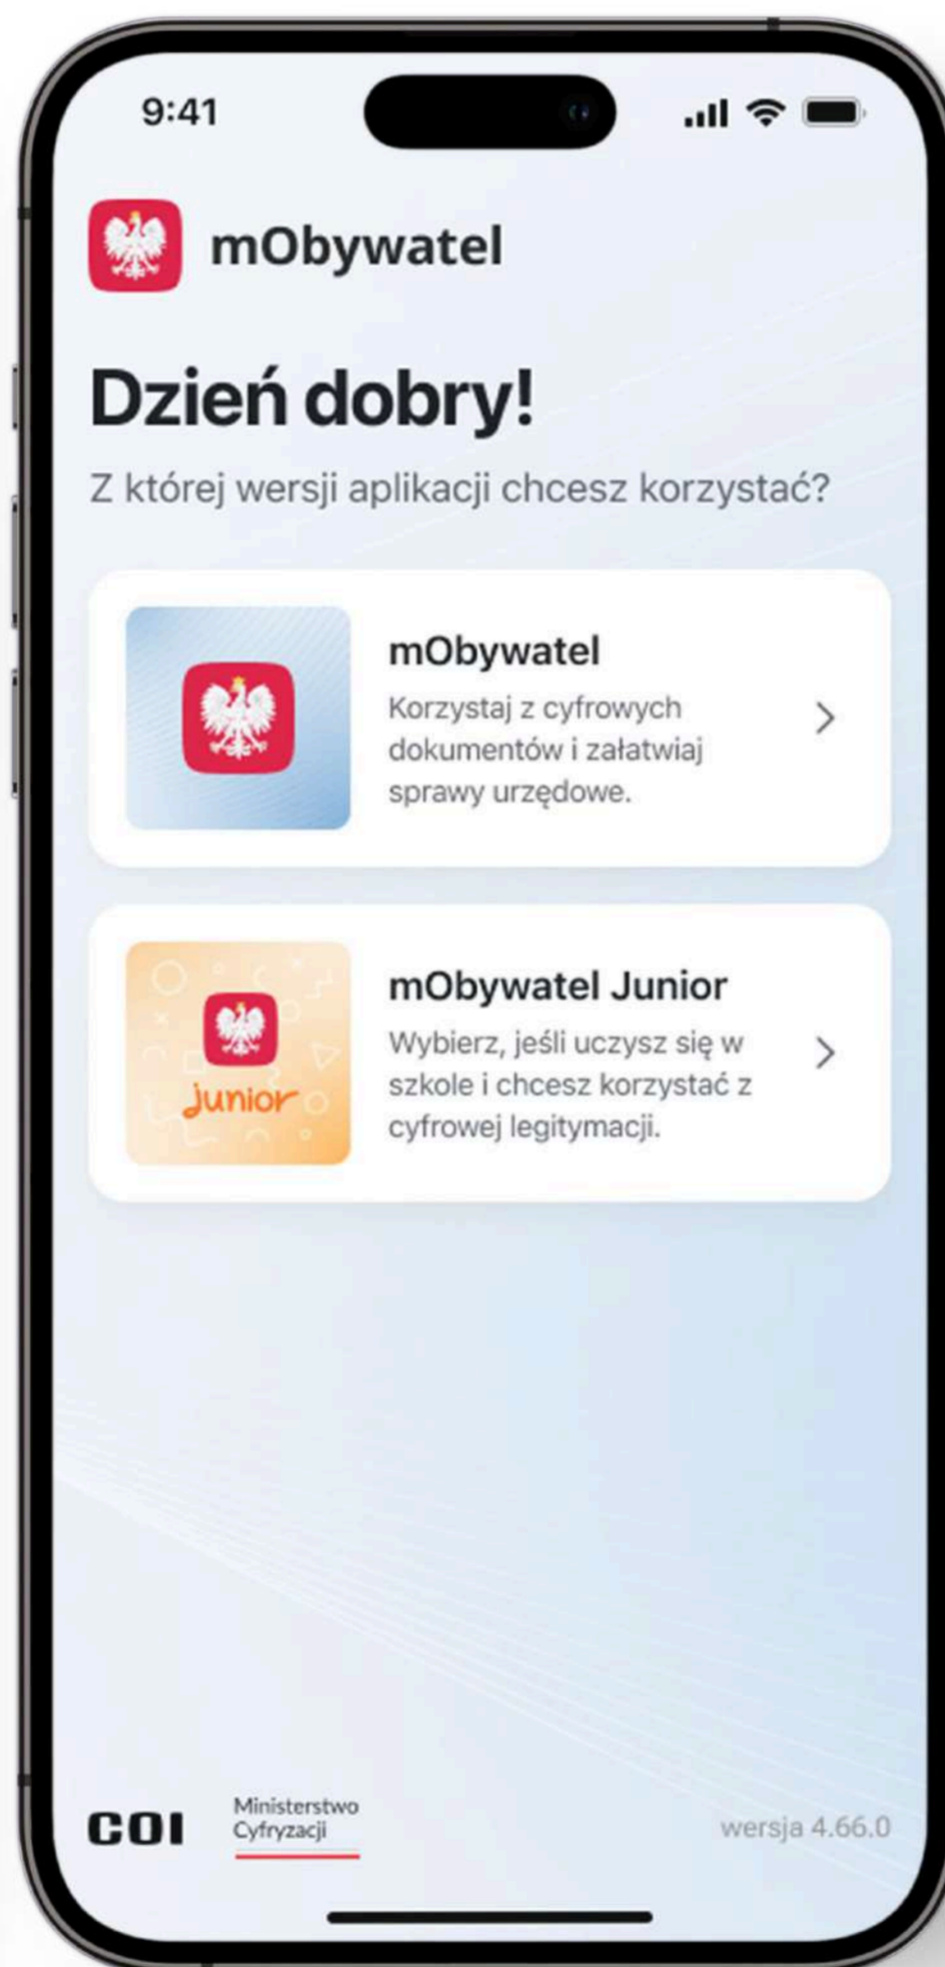 9:41
mObywatel
Dzień dobry!
Z której wersji aplikacji chcesz korzystać?
mObywatel
Korzystaj z cyfrowych
dokumentów i załatwiaj
sprawy urzędowe.
junior
mObywatel Junior
Wybierz, jeśli uczysz się w
szkole i chcesz korzystać z
cyfrowej legitymacji.
COI
Ministerstwo
Cyfryzacji
wersja 4.66.0